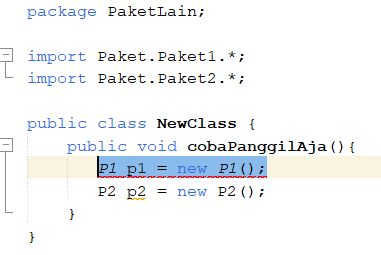 package PaketLain;
import Paket.Paket1.*;
import Paket.Paket2.*;
public class NewClass {
public void cobaPanggilAja(){
P1 p1 = new P1();
P2 p2 = new P2();
}
}